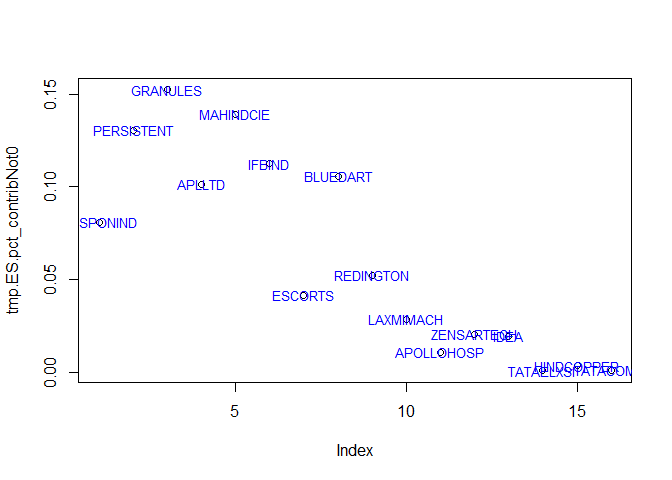 0.15
GRANULES
MAHINDCIE
PERSISTENT
IFBIND
BLUEDART
0.10
APLLTD
SPONIND
tmp.ES.pct_contribNot0
0.05
REDINGTON
ESCORTS
LAXMIMACH
ZENSARTECH
IDEA
APOLLOHOSP
HINDCOPPER
0.00
TATAELXSI
TATACOM
5
10
15
Index